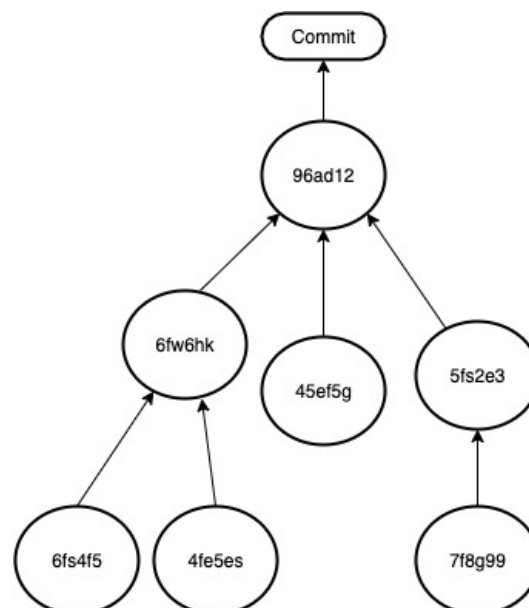 Commit
96ad12
6fw6hk
45ef5g
5fs2e3
6fs4f5
4fe5es
7f8g99